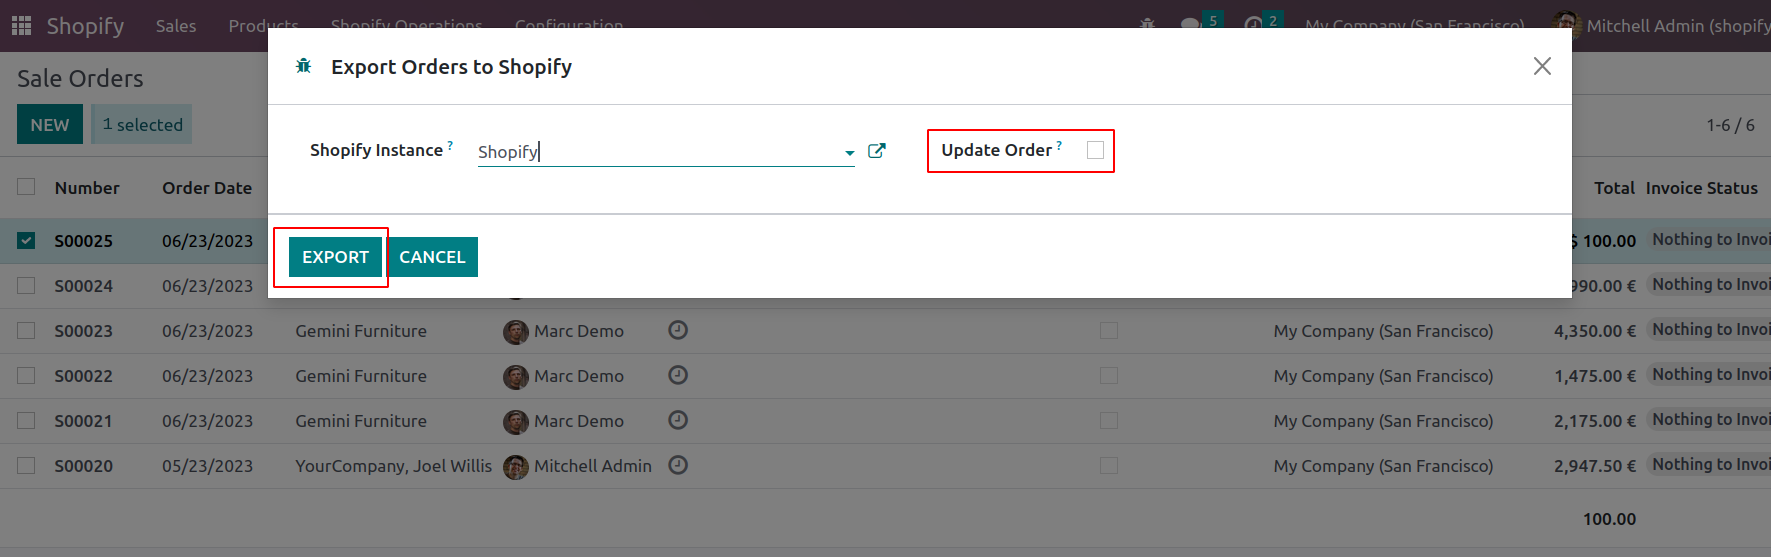 Shopify Sales Products Shopify Operations Configuration 5 2 My Company (San Francisco) Mitchell Admin (shopify
Sale Orders
NEW 1 selected 1-6 / 6
Export Orders to Shopify
Shopify Instance ? Shopify Update Order ?
EXPORT CANCEL
Number Order Date Total Invoice Status
S00025 06/23/2023 $ 100.00 Nothing to Invoi
S00024 06/23/2023 990.00 € Nothing to Invoi
S00023 06/23/2023 Gemini Furniture Marc Demo My Company (San Francisco) 4,350.00 € Nothing to Invoi
S00022 06/23/2023 Gemini Furniture Marc Demo My Company (San Francisco) 1,475.00 € Nothing to Invoi
S00021 06/23/2023 Gemini Furniture Marc Demo My Company (San Francisco) 2,175.00 € Nothing to Invoi
S00020 05/23/2023 YourCompany, Joel Willis Mitchell Admin My Company (San Francisco) 2,947.50 € Nothing to Invoi
100.00